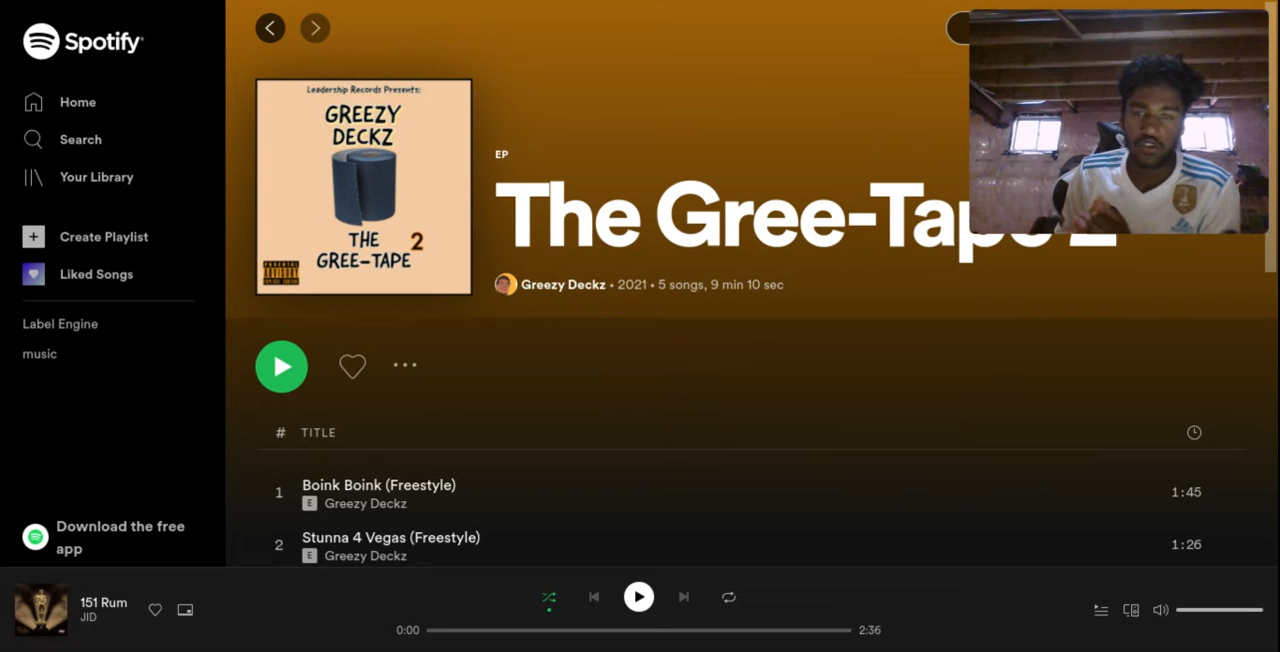 Spotify
Home
Search
Your Library
Create Playlist
Liked Songs
Label Engine
music
Download the free
app
Leadership Records Presents:
GREEZY
DECKZ
THE 2
GREE-TAPE
EP
The Gree-Tape 2
Greezy Deckz • 2021 • 5 songs, 9 min 10 sec
# TITLE
1 Boink Boink (Freestyle) 1:45
E Greezy Deckz
2 Stunna 4 Vegas (Freestyle) 1:26
E Greezy Deckz
151 Rum
JID
0:00 2:36